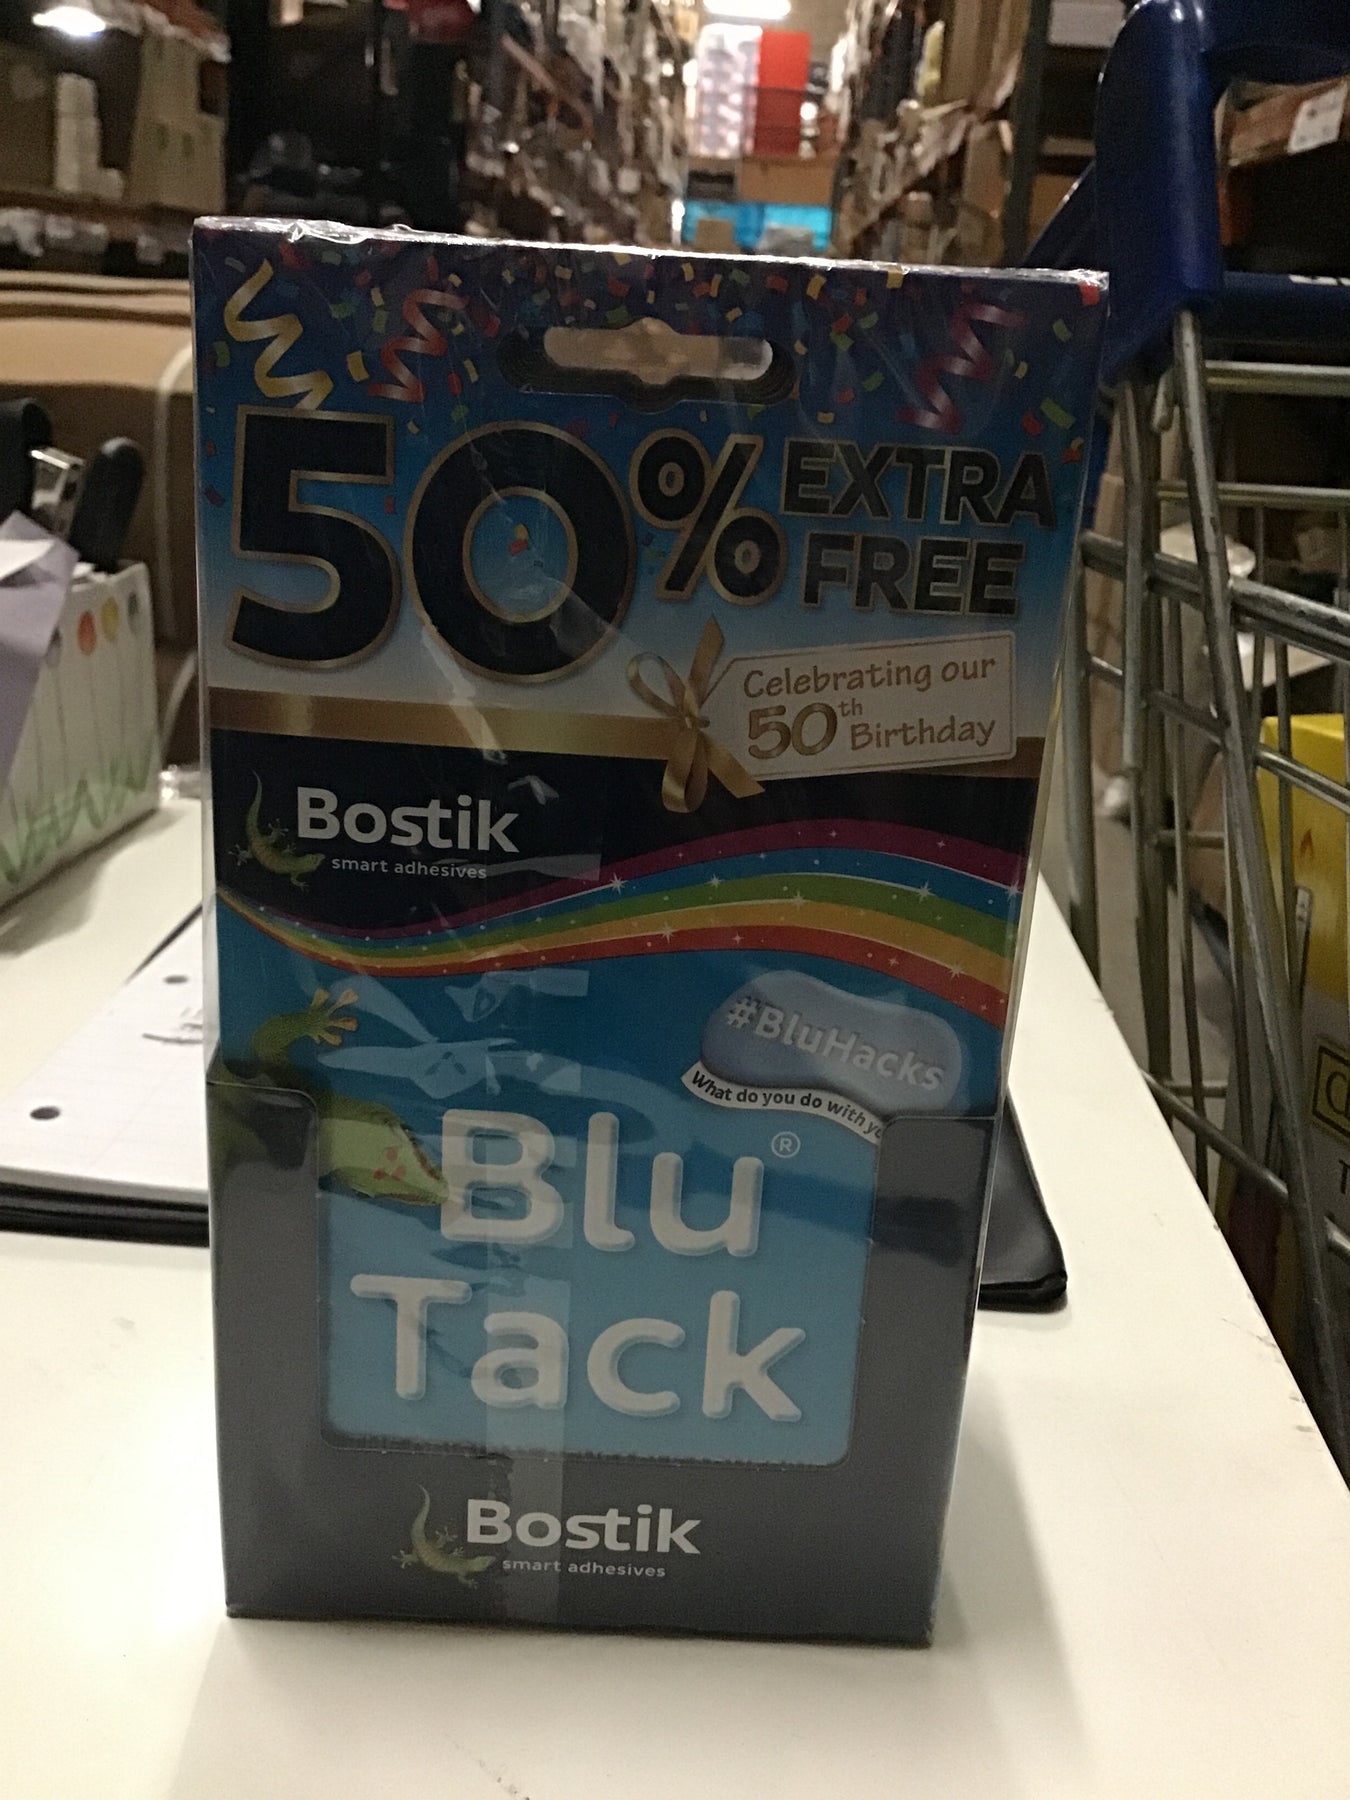 50% EXTRA
FREE
Celebrating our
50th Birthday
Bostik
smart adhesives
#BluHacks
What do you do with
Blu®
Tack
Bostik
smart adhesives